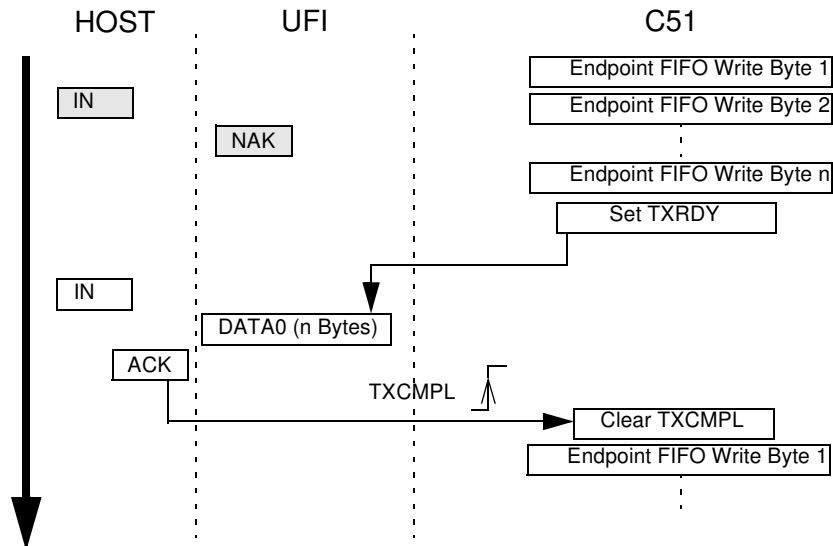 HOST UFI C51
Endpoint FIFO Write Byte 1
IN
Endpoint FIFO Write Byte 2
NAK
Endpoint FIFO Write Byte n
Set TXRDY
IN
DATA0 (n Bytes)
ACK
TXCMPL
Clear TXCMPL
Endpoint FIFO Write Byte 1